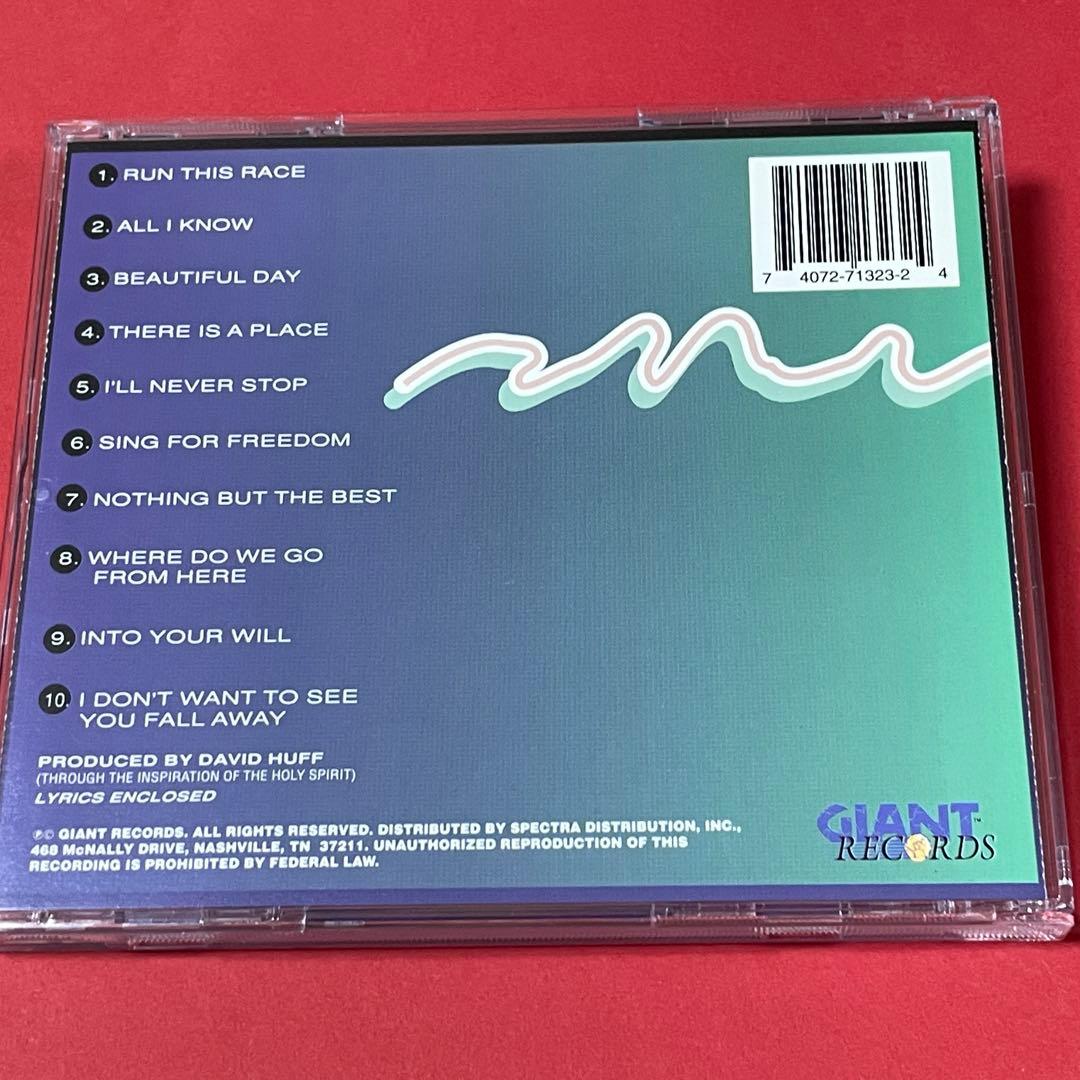 1. RUN THIS RACE
2. ALL I KNOW
3. BEAUTIFUL DAY
4. THERE IS A PLACE
5. I'LL NEVER STOP
6. SING FOR FREEDOM
7. NOTHING BUT THE BEST
8. WHERE DO WE GO
FROM HERE
9. INTO YOUR WILL
10. I DON'T WANT TO SEE
YOU FALL AWAY
PRODUCED BY DAVID HUFF
(THROUGH THE INSPIRATION OF THE HOLY SPIRIT)
LYRICS ENCLOSED
℗© GIANT RECORDS. ALL RIGHTS RESERVED. DISTRIBUTED BY SPECTRA DISTRIBUTION, INC.,
468 McNALLY DRIVE, NASHVILLE, TN 37211. UNAUTHORIZED REPRODUCTION OF THIS
RECORDING IS PROHIBITED BY FEDERAL LAW.
7 4072-71323-2 4
GIANT™
RECORDS